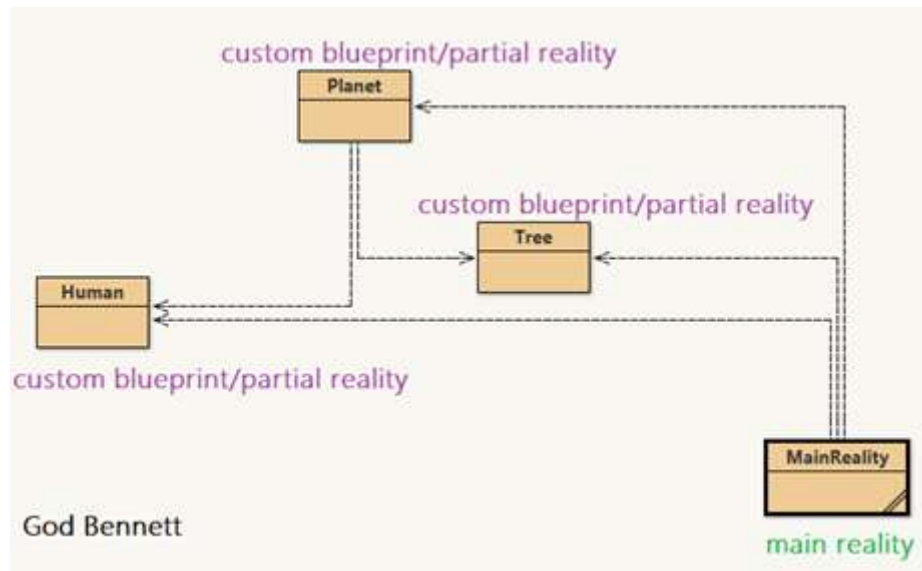 custom blueprint/partial reality
Planet
custom blueprint/partial reality
Tree
Human
custom blueprint/partial reality
MainReality
God Bennett
main reality